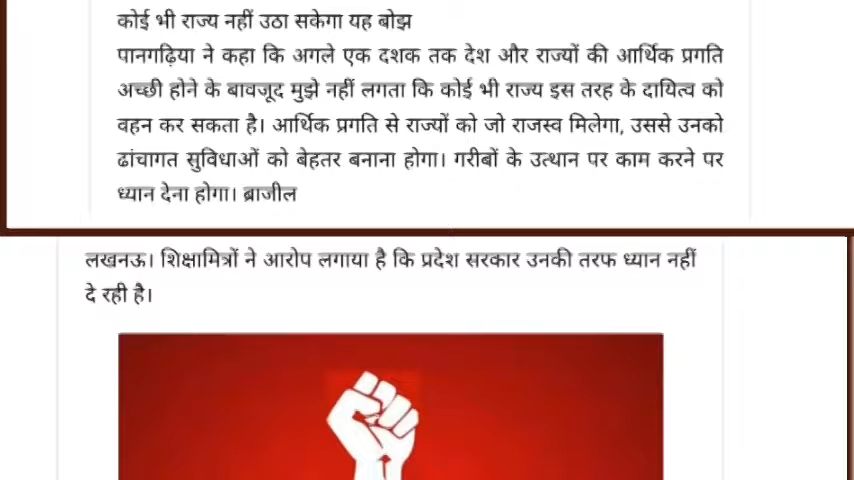 कोई भी राज्य नहीं उठा सकेगा यह बोझ
पानगढ़िया ने कहा कि अगले एक दशक तक देश और राज्यों की आर्थिक प्रगति
अच्छी होने के बावजूद मुझे नहीं लगता कि कोई भी राज्य इस तरह के दायित्व को
वहन कर सकता है। आर्थिक प्रगति से राज्यों को जो राजस्व मिलेगा, उससे उनको
ढांचागत सुविधाओं को बेहतर बनाना होगा। गरीबों के उत्थान पर काम करने पर
ध्यान देना होगा। ब्राजील
लखनऊ। शिक्षामित्रों ने आरोप लगाया है कि प्रदेश सरकार उनकी तरफ ध्यान नहीं
दे रही है।